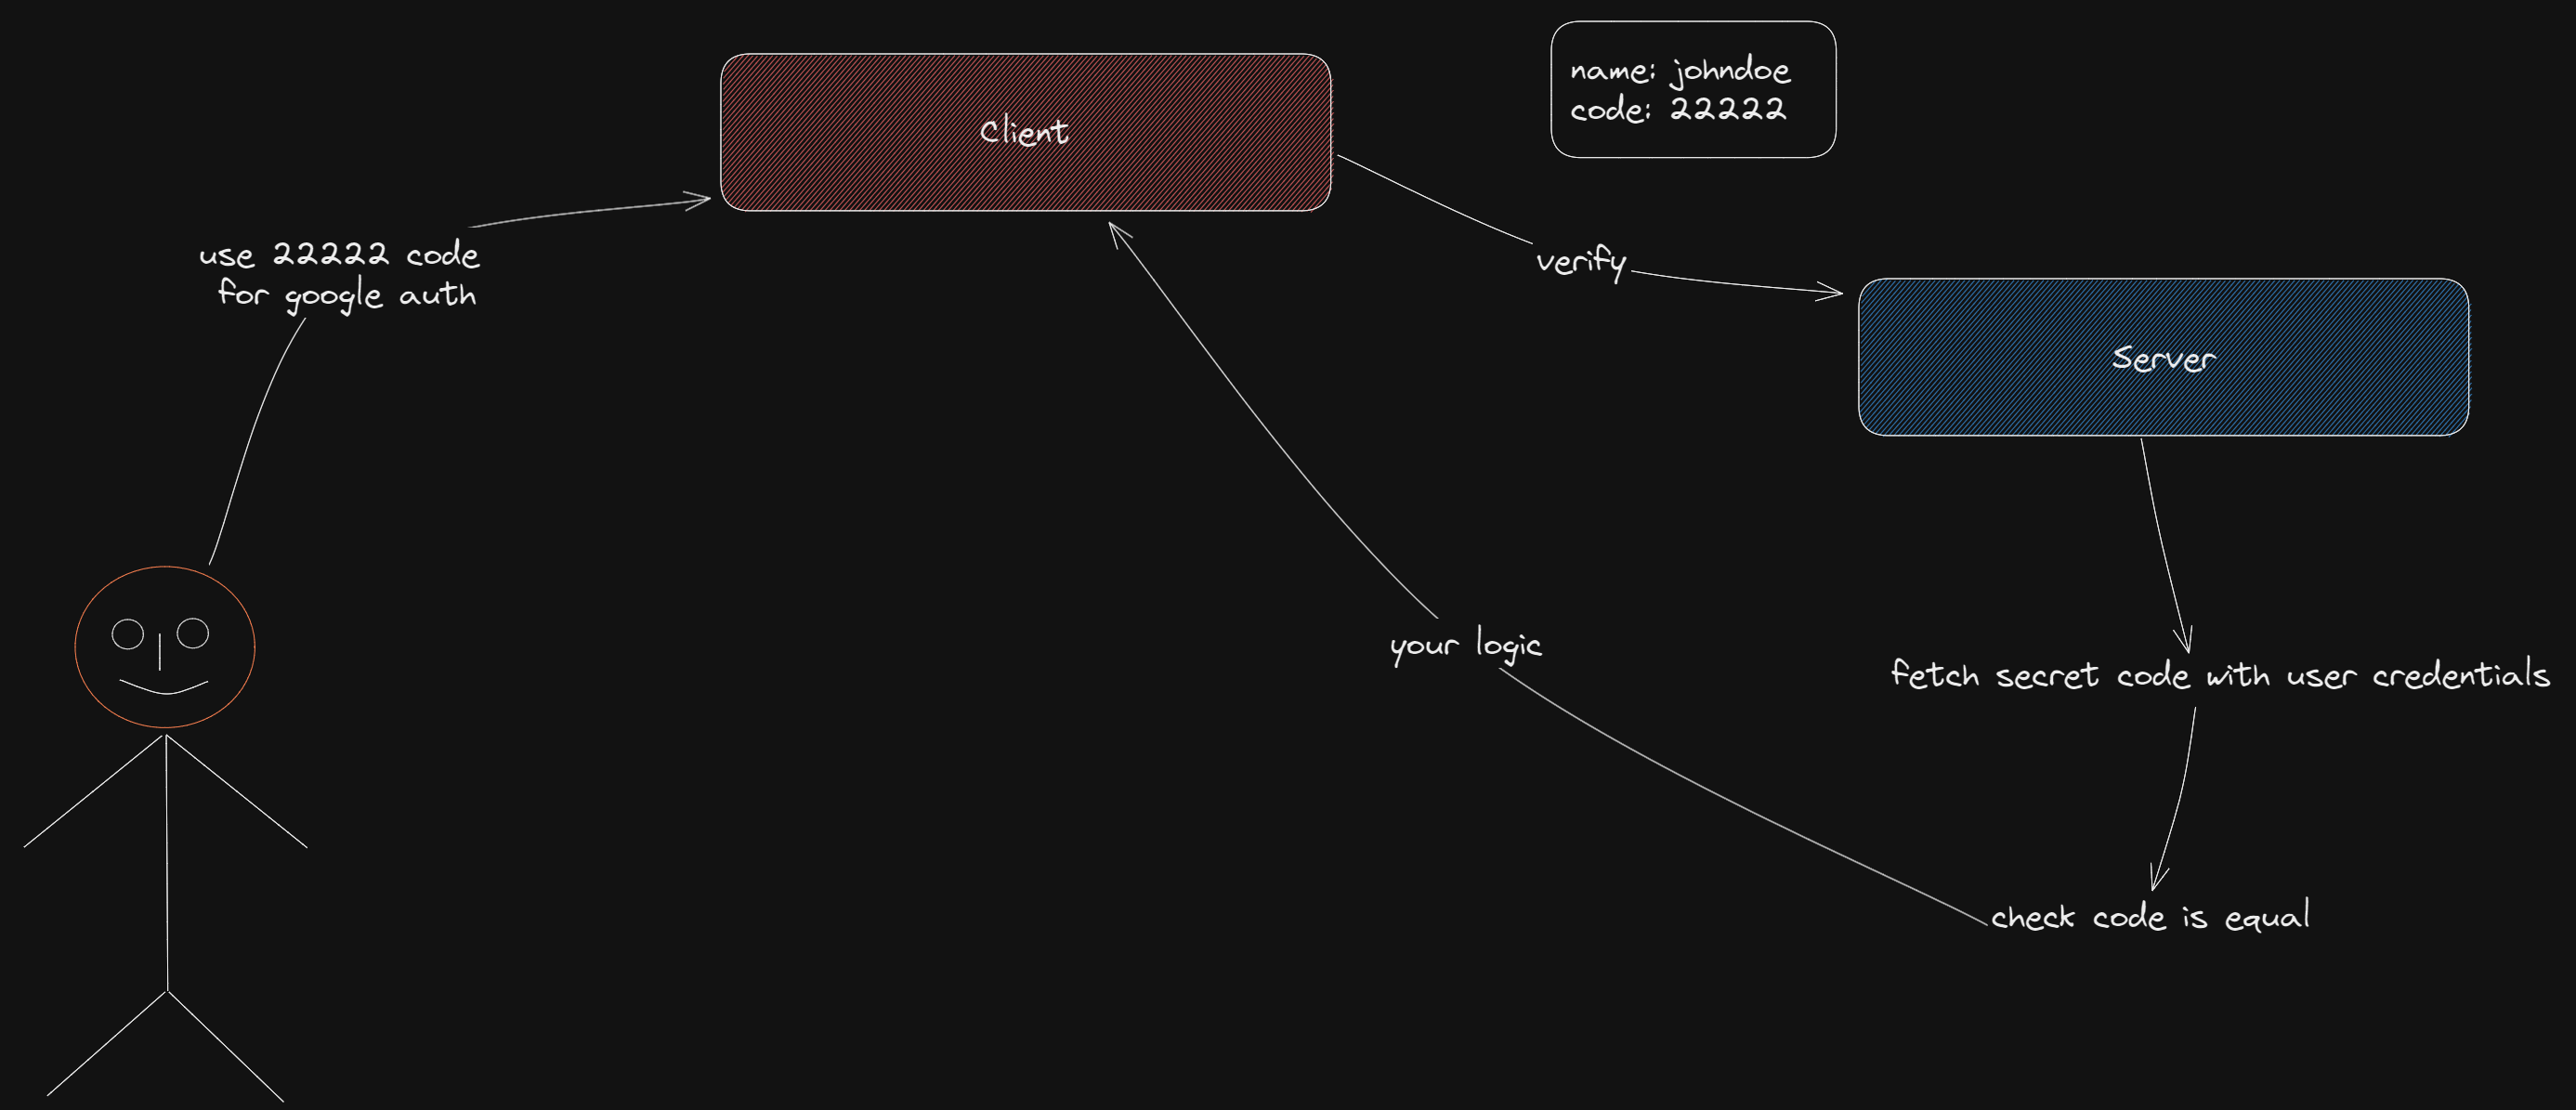 name: johndoe
code: 22222
Client
use 22222 code
for google auth
verify
Server
your logic
fetch secret code with user credentials
check code is equal